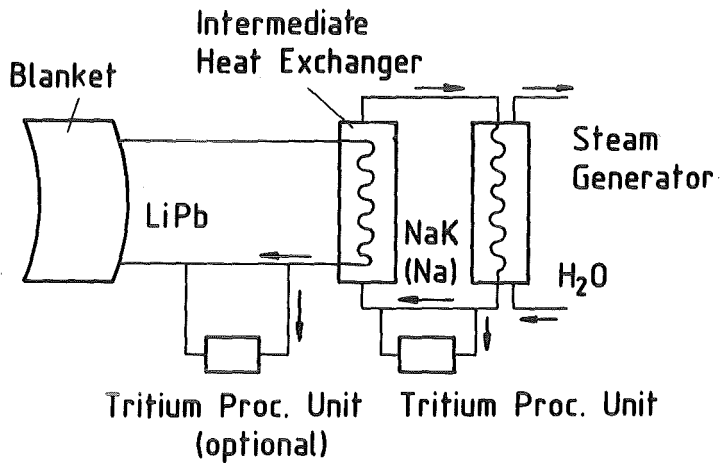 Intermediate
Heat Exchanger
Blanket
Steam
Generator
LiPb
NaK
(Na)
H₂O
Tritium Proc. Unit
(optional)
Tritium Proc. Unit